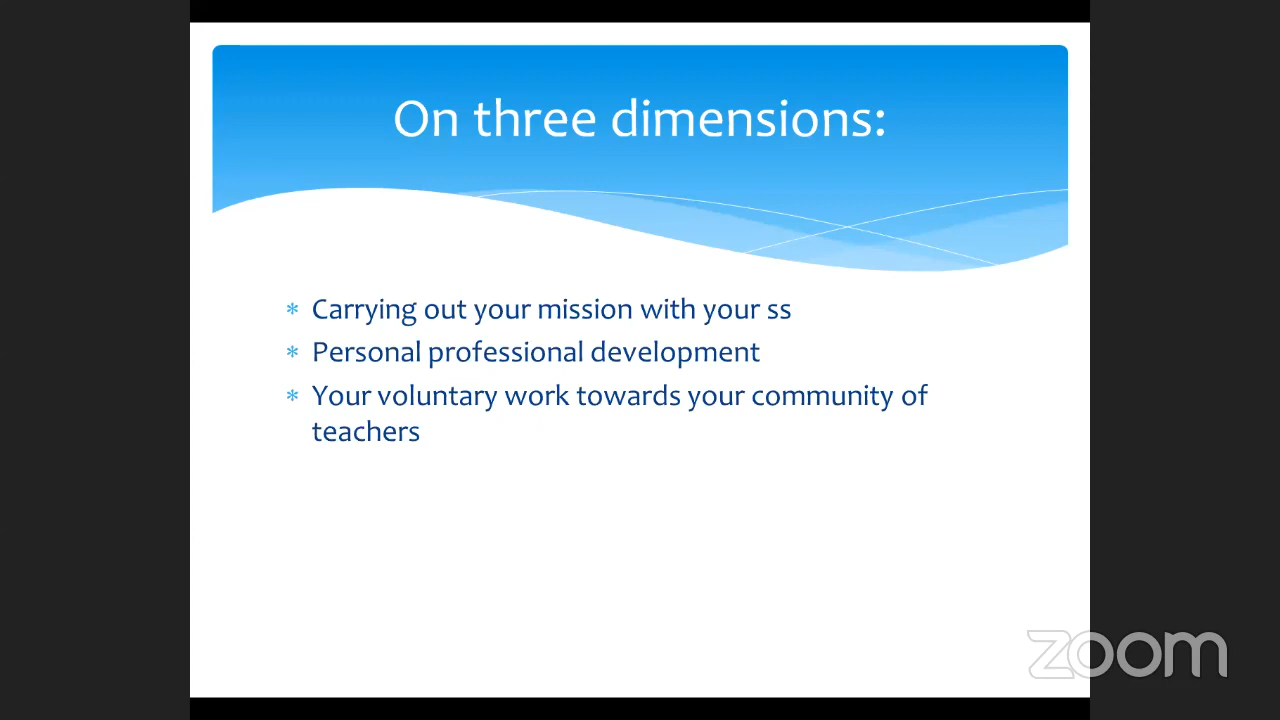 On three dimensions:
* Carrying out your mission with your ss
* Personal professional development
* Your voluntary work towards your community of
teachers
zoom